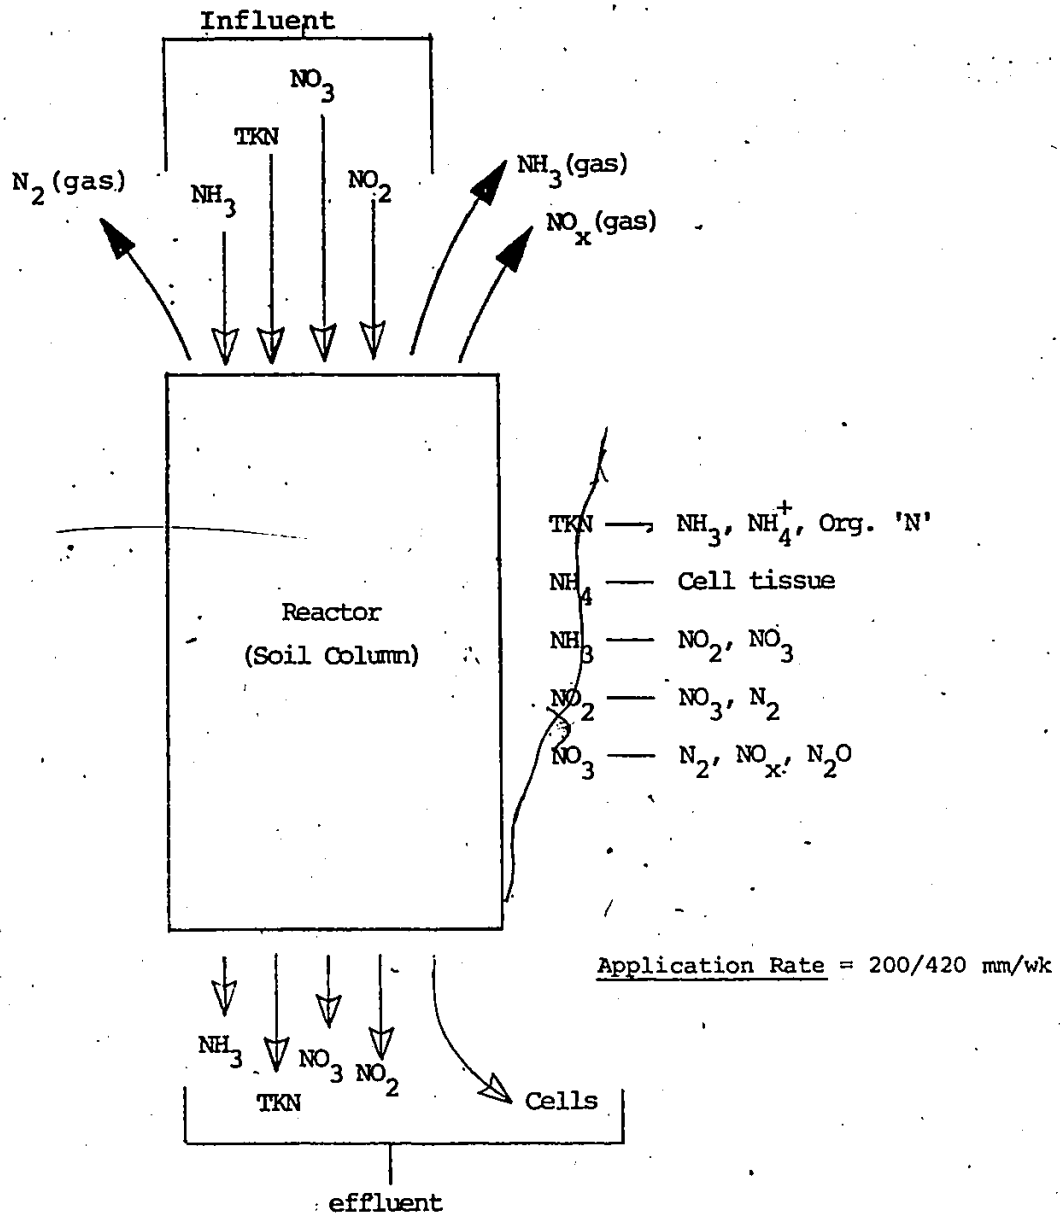 Influent
NO3
TKN
N2(gas)
NH3
NO2
NH3(gas)
NOx(gas)
TKN — NH3, NH4+, Org. 'N'
NH4 — Cell tissue
Reactor
(Soil Column)
NH3 — NO2, NO3
NO2 — NO3, N2
NO3 — N2, NOx, N2O
Application Rate = 200/420 mm/wk
NH3
TKN
NO3
NO2
Cells
effluent